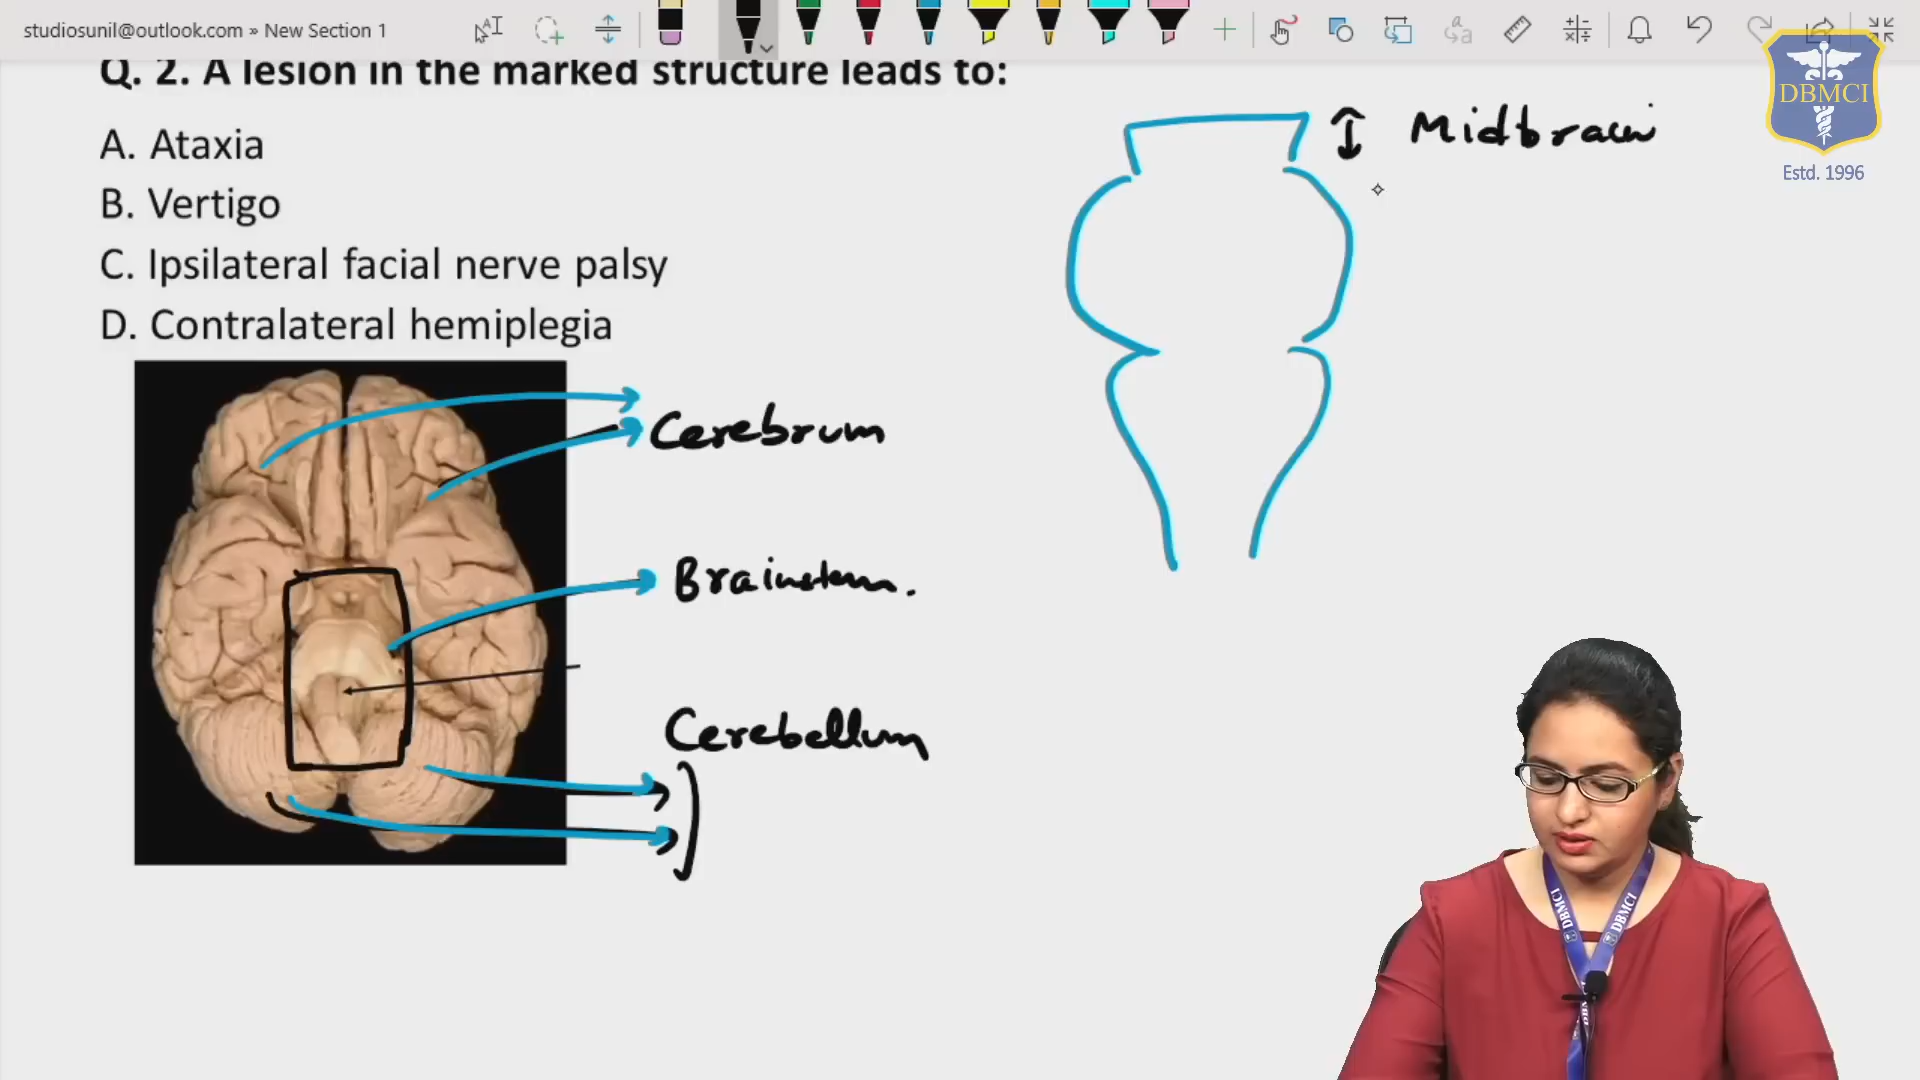 studiosunil@outlook.com » New Section 1
Q. 2. A lesion in the marked structure leads to:
A. Ataxia
B. Vertigo
C. Ipsilateral facial nerve palsy
D. Contralateral hemiplegia
Midbrain
Cerebrum
Brainstem.
Cerebellum
DBMCI
Estd. 1996
DBMCI
DBMCI